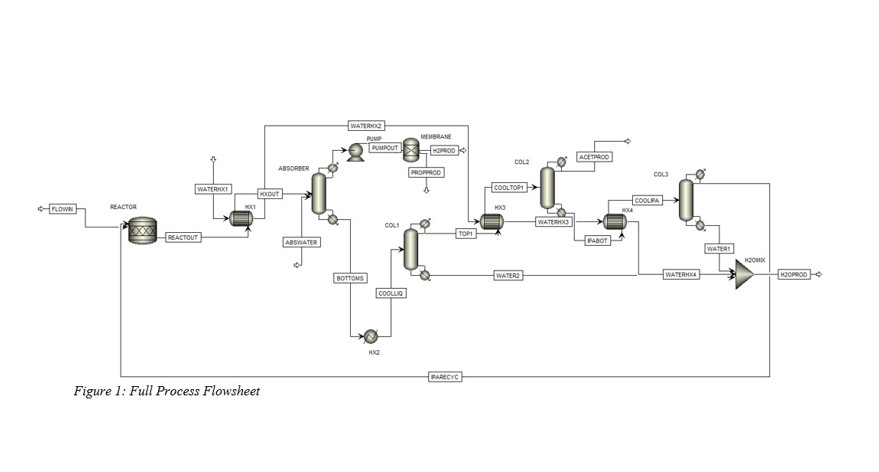 WATERHX2
PUMP
MEMBRANE
PUMPOUT
H2PROD
ACETPROD
COL2
ABSORBER
PROPPROD
COL3
WATERHX1
HXOUT
COOLTOP1
COOLIPA
FLOWIN
REACTOR
HX1
HX3
HX4
COL1
WATERHX3
REACTOUT
TOP1
IPABOT
ABSWATER
WATER1
H2OMIX
BOTTOMS
WATER2
WATERHX4
H2OPROD
COOLLIQ
HX2
IPARECYC
Figure 1: Full Process Flowsheet